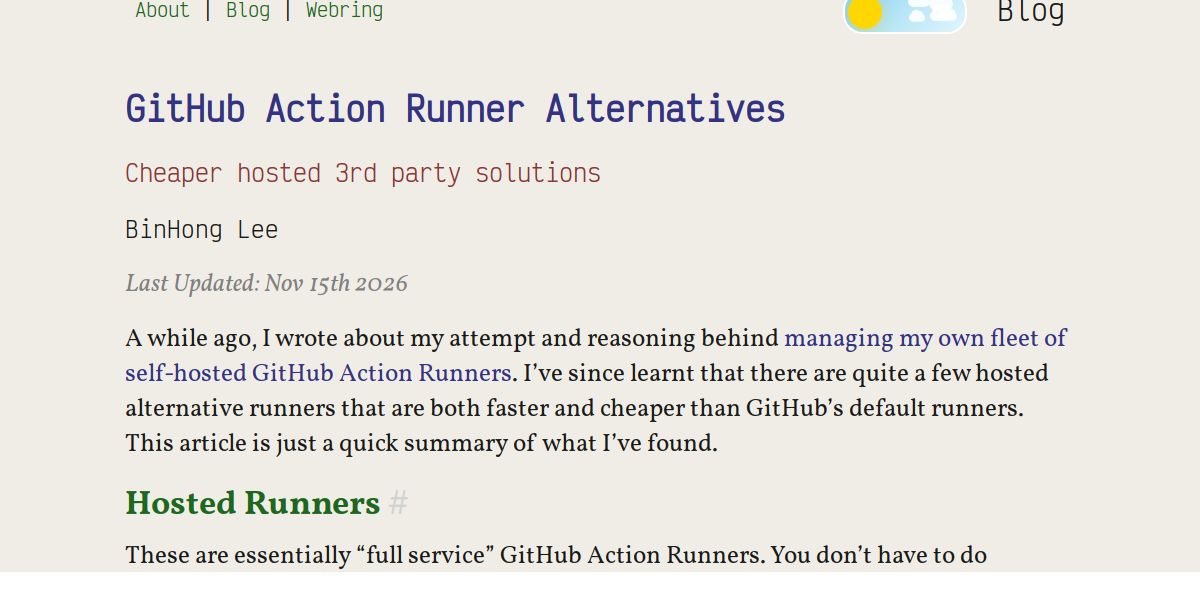 About | Blog | Webring
Blog
GitHub Action Runner Alternatives
Cheaper hosted 3rd party solutions
BinHong Lee
Last Updated: Nov 15th 2026
A while ago, I wrote about my attempt and reasoning behind managing my own fleet of
self-hosted GitHub Action Runners. I’ve since learnt that there are quite a few hosted
alternative runners that are both faster and cheaper than GitHub’s default runners.
This article is just a quick summary of what I’ve found.
Hosted Runners #
These are essentially “full service” GitHub Action Runners. You don’t have to do